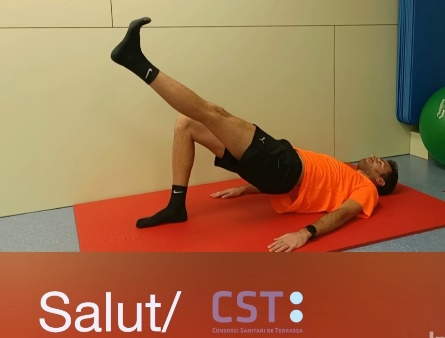 Salut/
CST:
CONSORCI SANITARI DE TERRASSA